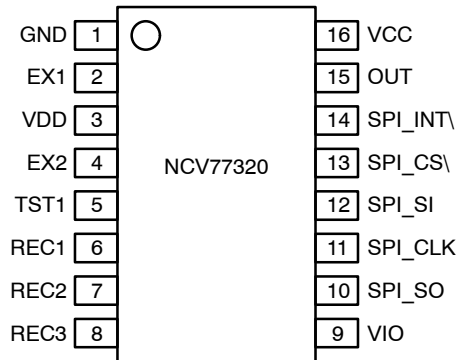 GND 1 16 VCC
EX1 2 15 OUT
VDD 3 14 SPI_INT\
EX2 4 NCV77320 13 SPI_CS\
TST1 5 12 SPI_SI
REC1 6 11 SPI_CLK
REC2 7 10 SPI_SO
REC3 8 9 VIO